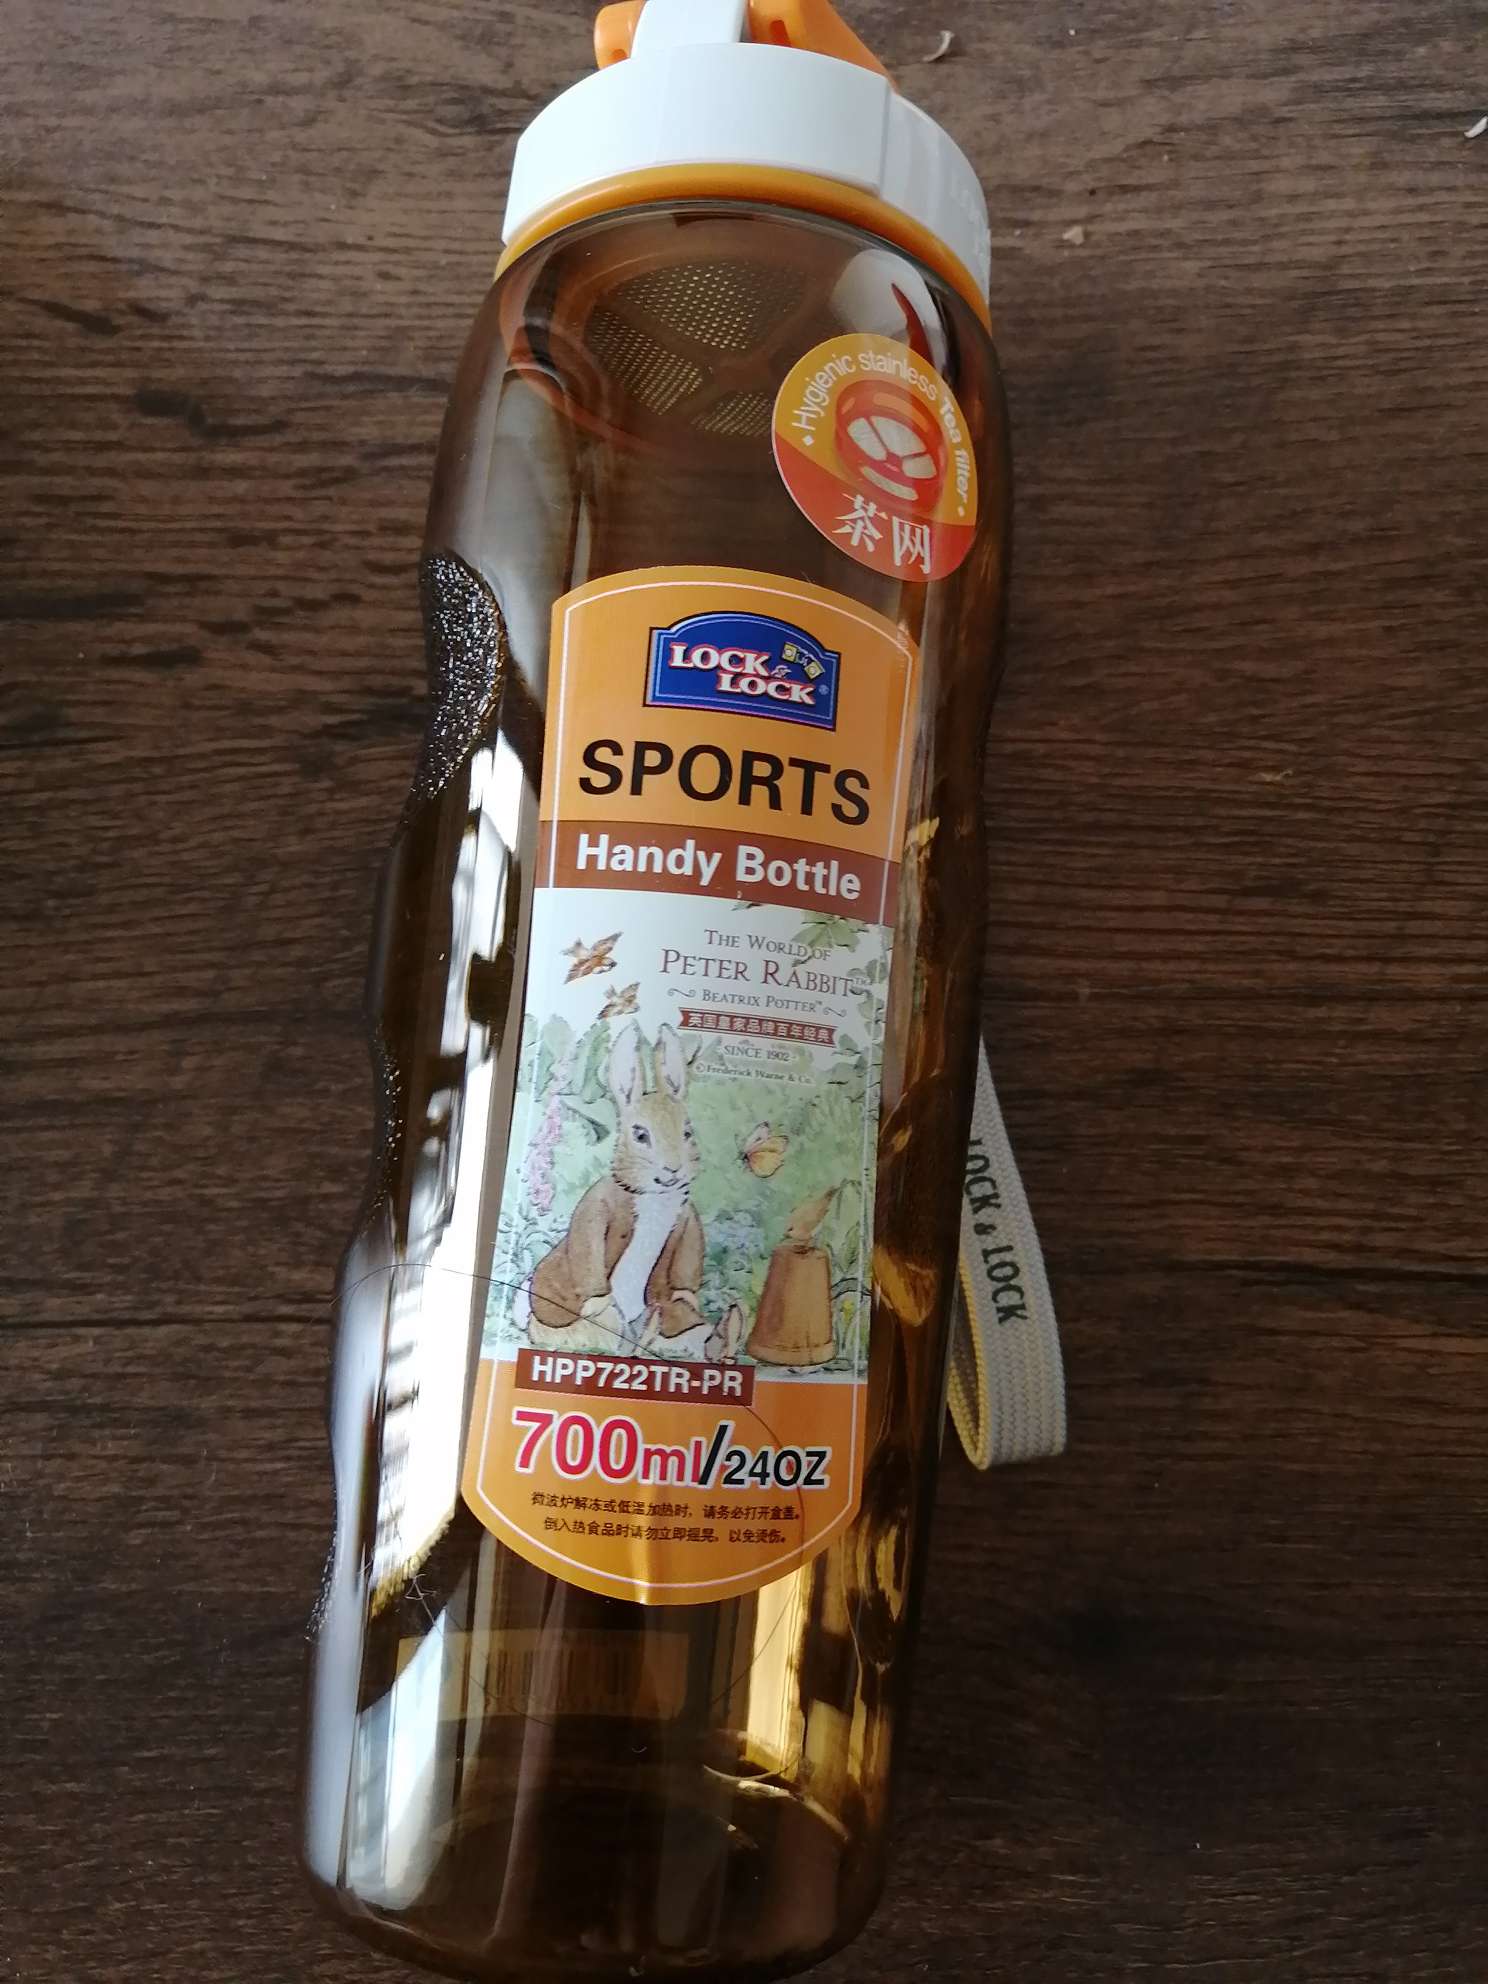 Hygienic stainless Tea filter
茶网
LOCK & LOCK®
SPORTS
Handy Bottle
THE WORLD OF
PETER RABBIT™
BEATRIX POTTER™
英国皇家品牌百年经典
SINCE 1902
© Frederick Warne & Co.
LOCK & LOCK
HPP722TR-PR
700ml/24OZ
微波炉解冻或低温加热时，请务必打开盒盖。
倒入热食品时请勿立即摇晃，以免烫伤。